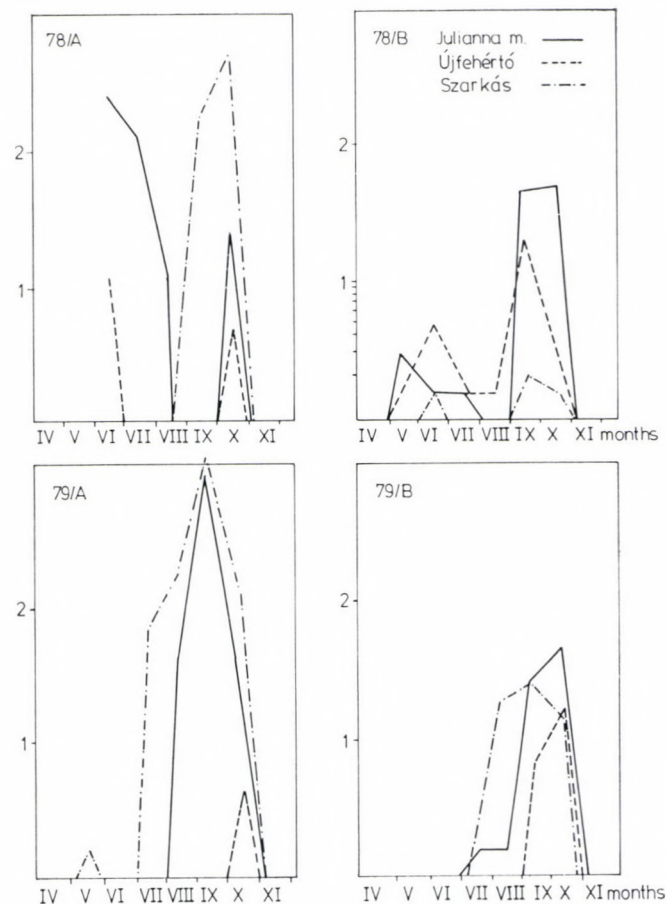 78/A
2
1
IV V VI VII VIII IX X XI
78/B
Julianna m.
Újfehértó
Szarkás
2
1
IV V VI VII VIII IX X XI months
79/A
2
1
IV V VI VII VIII IX X XI
79/B
2
1
IV V VI VII VIII IX X XI months